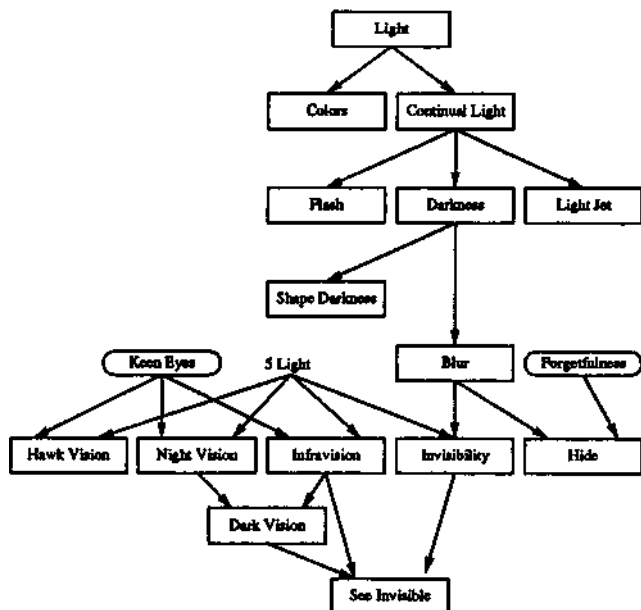 Light
Colors
Continual Light
Flash
Darkness
Light Jet
Shape Darkness
Keen Eyes
5 Light
Blur
Forgetfulness
Hawk Vision
Night Vision
Infravision
Invisibility
Hide
Dark Vision
See Invisible